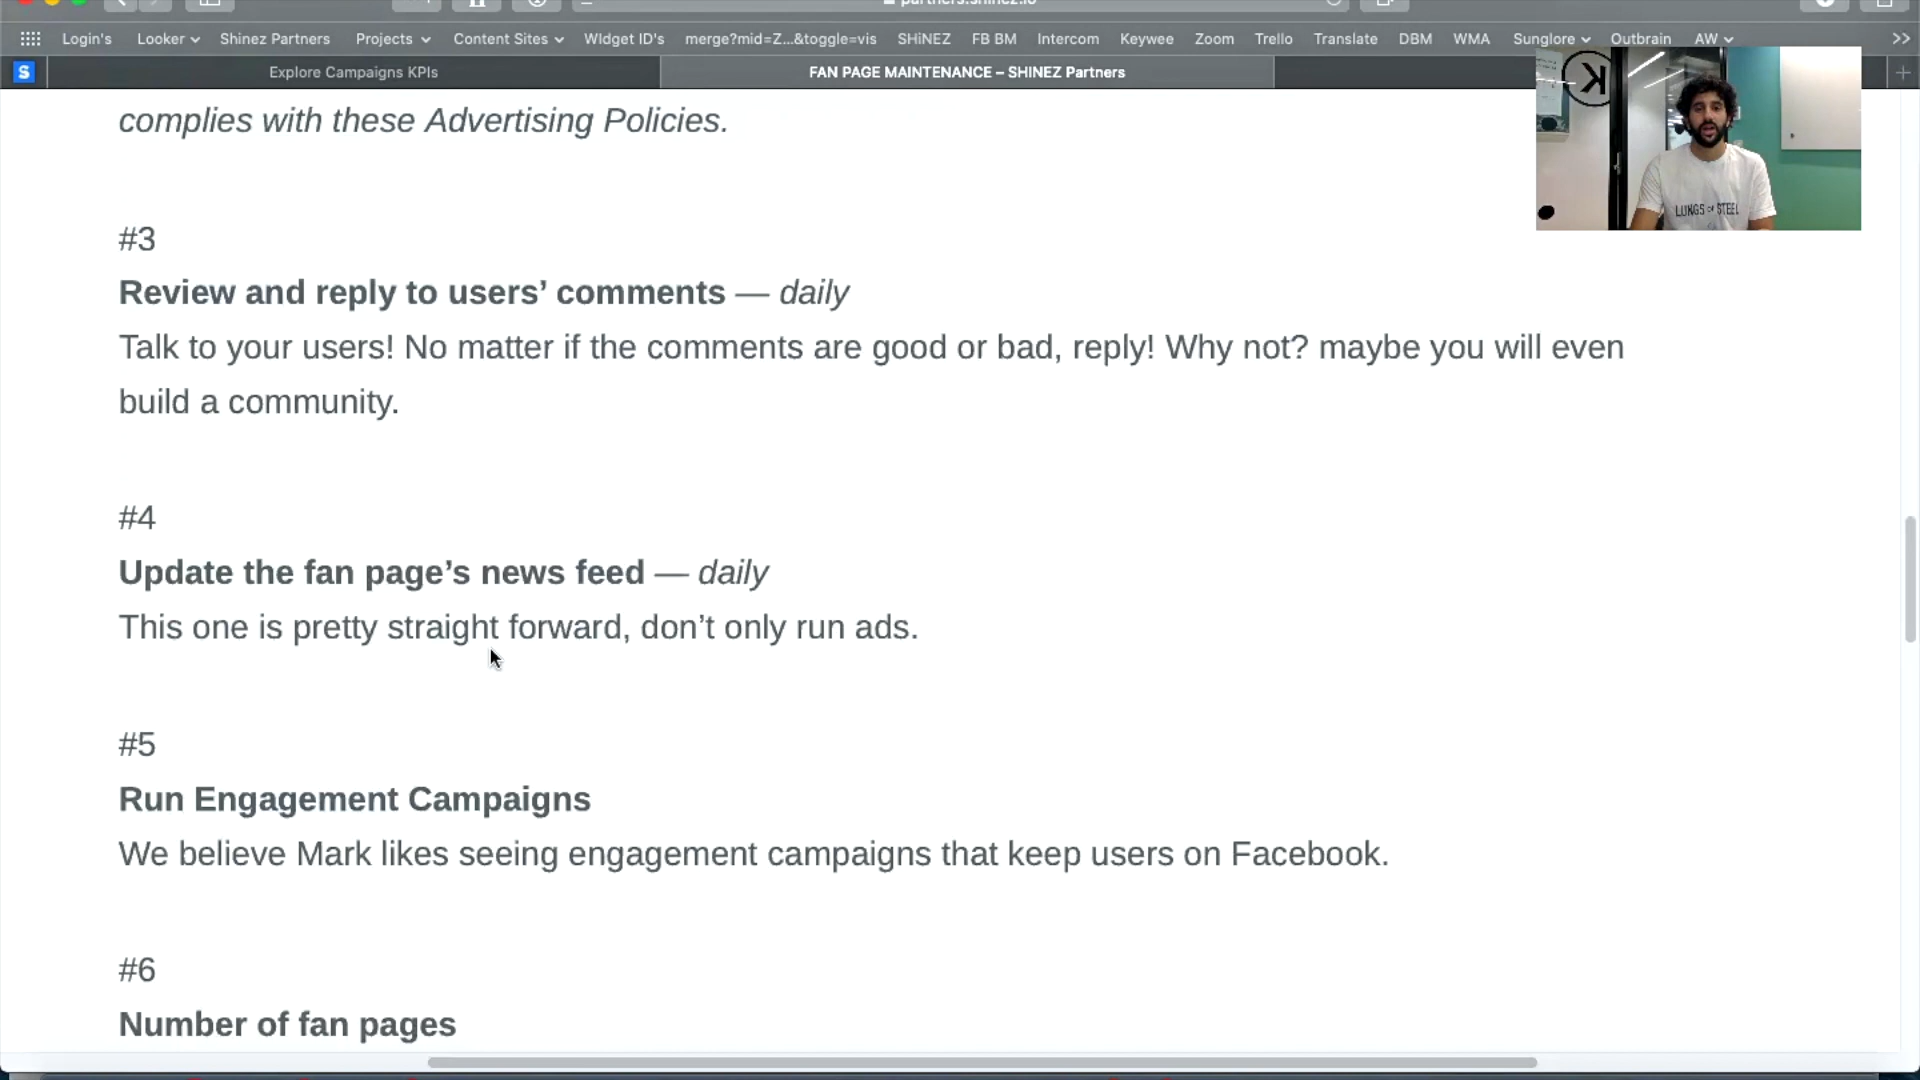 partners.shinez.io
Login's Looker Shinez Partners Projects Content Sites WIdget ID's merge?mid=Z...&toggle=vis SHiNEZ FB BM Intercom Keywee Zoom Trello Translate DBM WMA Sunglore Outbrain AW
S Explore Campaigns KPIs FAN PAGE MAINTENANCE – SHINEZ Partners
complies with these Advertising Policies.
LUNGS OF STEEL
#3
Review and reply to users’ comments — daily
Talk to your users! No matter if the comments are good or bad, reply! Why not? maybe you will even
build a community.
#4
Update the fan page’s news feed — daily
This one is pretty straight forward, don’t only run ads.
#5
Run Engagement Campaigns
We believe Mark likes seeing engagement campaigns that keep users on Facebook.
#6
Number of fan pages